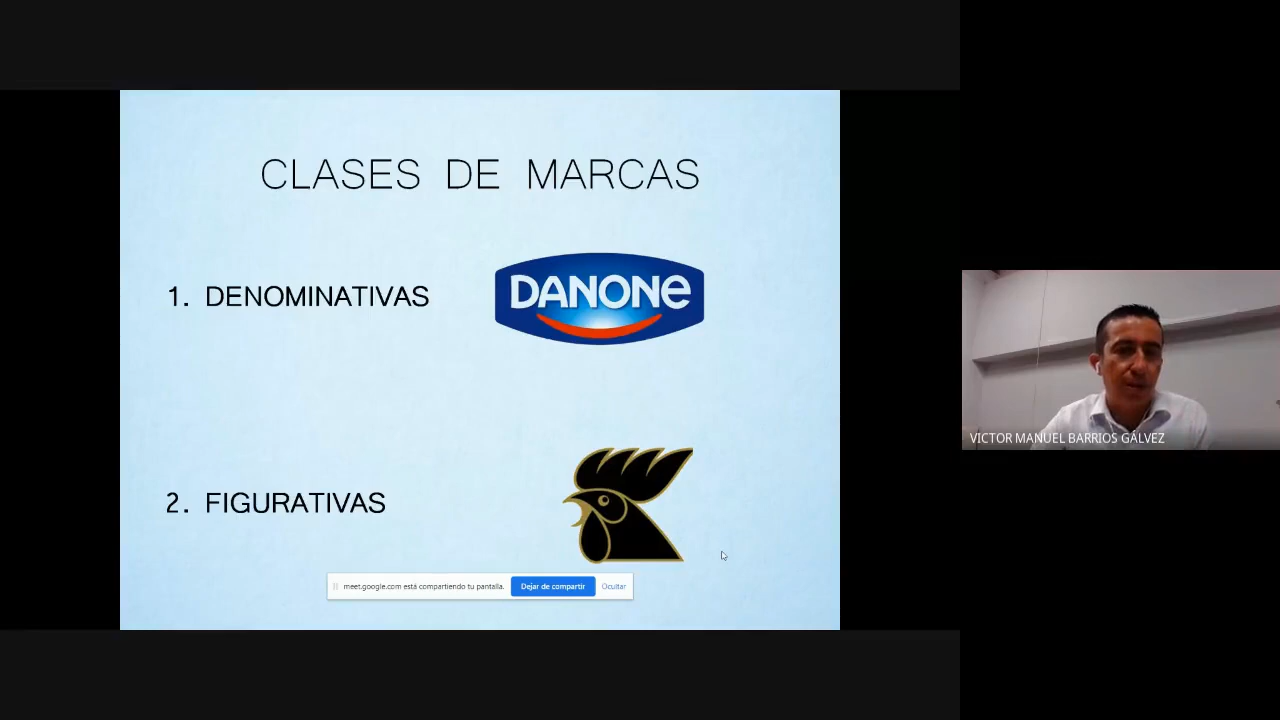 CLASES DE MARCAS
1. DENOMINATIVAS
DANONE
2. FIGURATIVAS
meet.google.com está compartiendo tu pantalla.
Dejar de compartir
Ocultar
VICTOR MANUEL BARRIOS GÁLVEZ